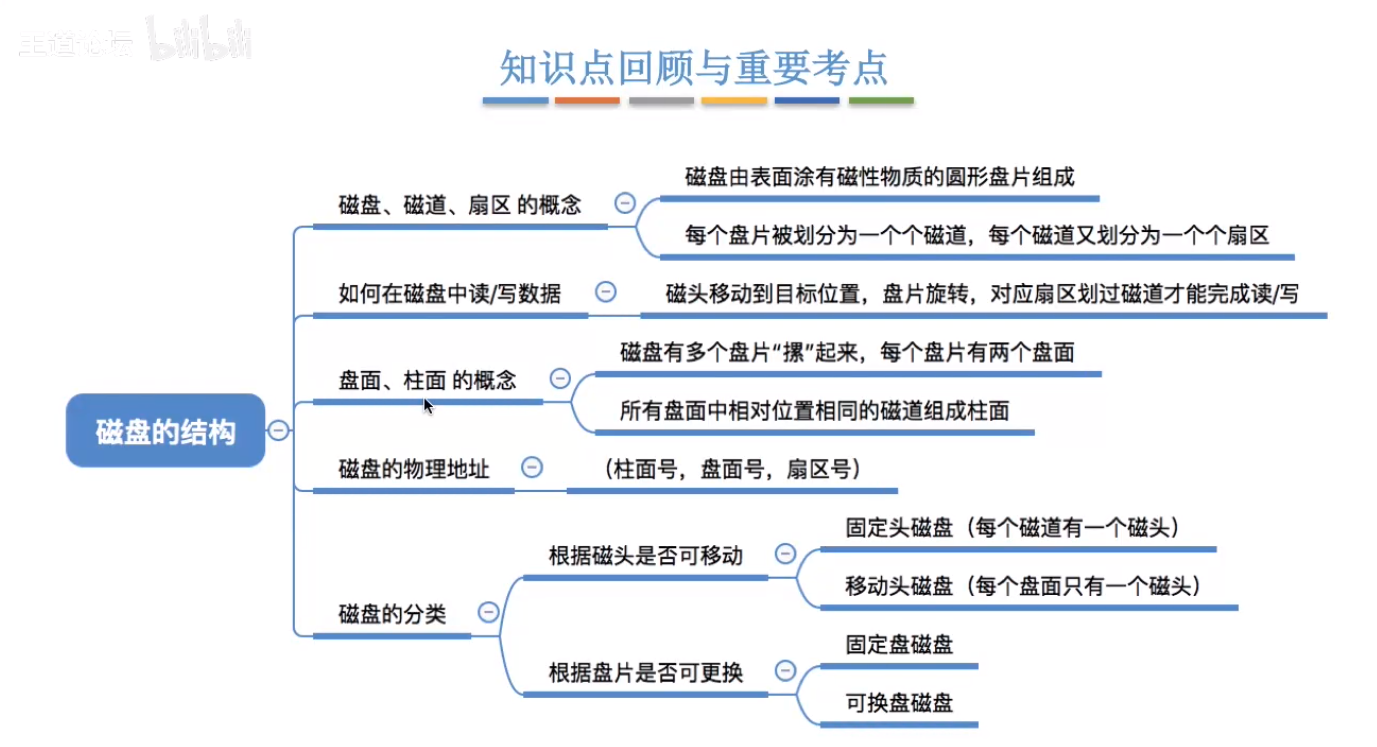 王道论坛 bilibili
知识点回顾与重要考点
磁盘、磁道、扇区 的概念
磁盘由表面涂有磁性物质的圆形盘片组成
每个盘片被划分为一个个磁道，每个磁道又划分为一个个扇区
如何在磁盘中读/写数据
磁头移动到目标位置，盘片旋转，对应扇区划过磁道才能完成读/写
盘面、柱面 的概念
磁盘有多个盘片“摞”起来，每个盘片有两个盘面
所有盘面中相对位置相同的磁道组成柱面
磁盘的结构
磁盘的物理地址
（柱面号，盘面号，扇区号）
磁盘的分类
根据磁头是否可移动
固定头磁盘（每个磁道有一个磁头）
移动头磁盘（每个盘面只有一个磁头）
根据盘片是否可更换
固定盘磁盘
可换盘磁盘